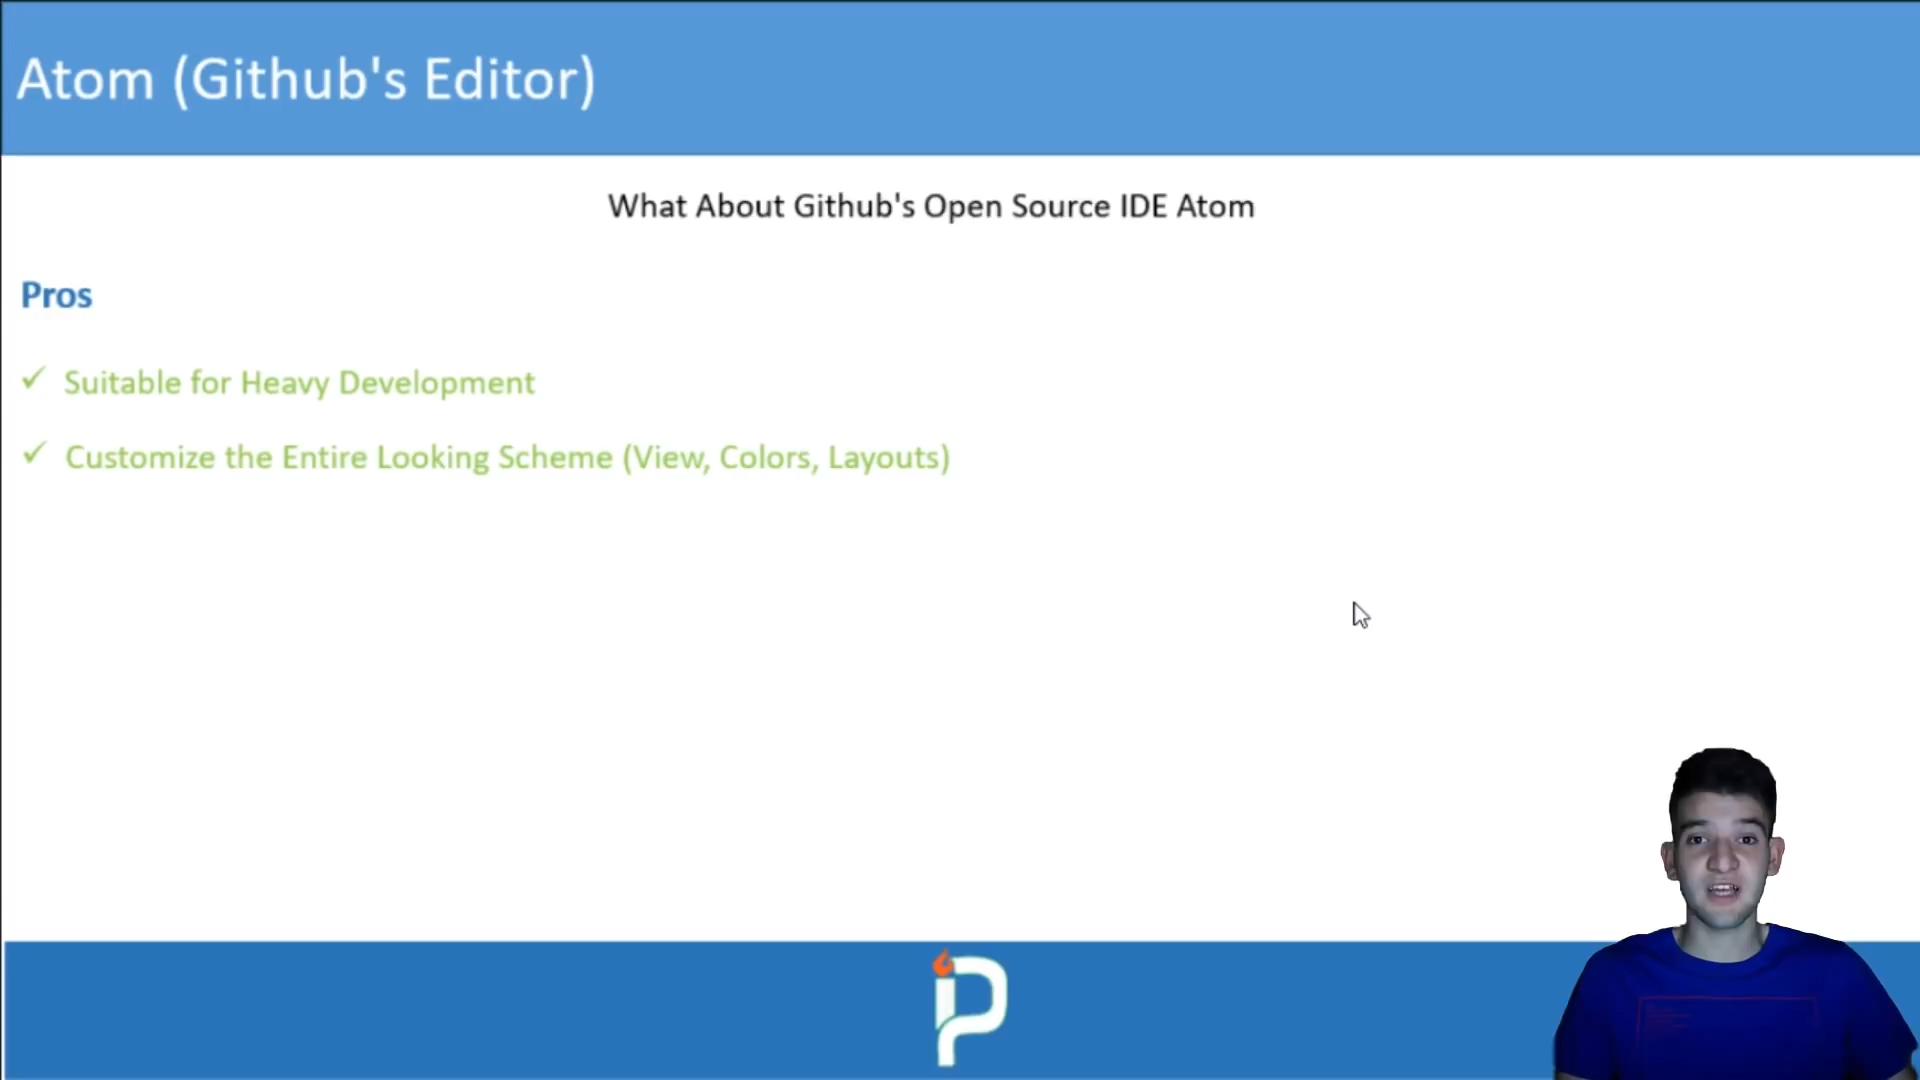 Atom (Github's Editor)
What About Github's Open Source IDE Atom
Pros
✓ Suitable for Heavy Development
✓ Customize the Entire Looking Scheme (View, Colors, Layouts)